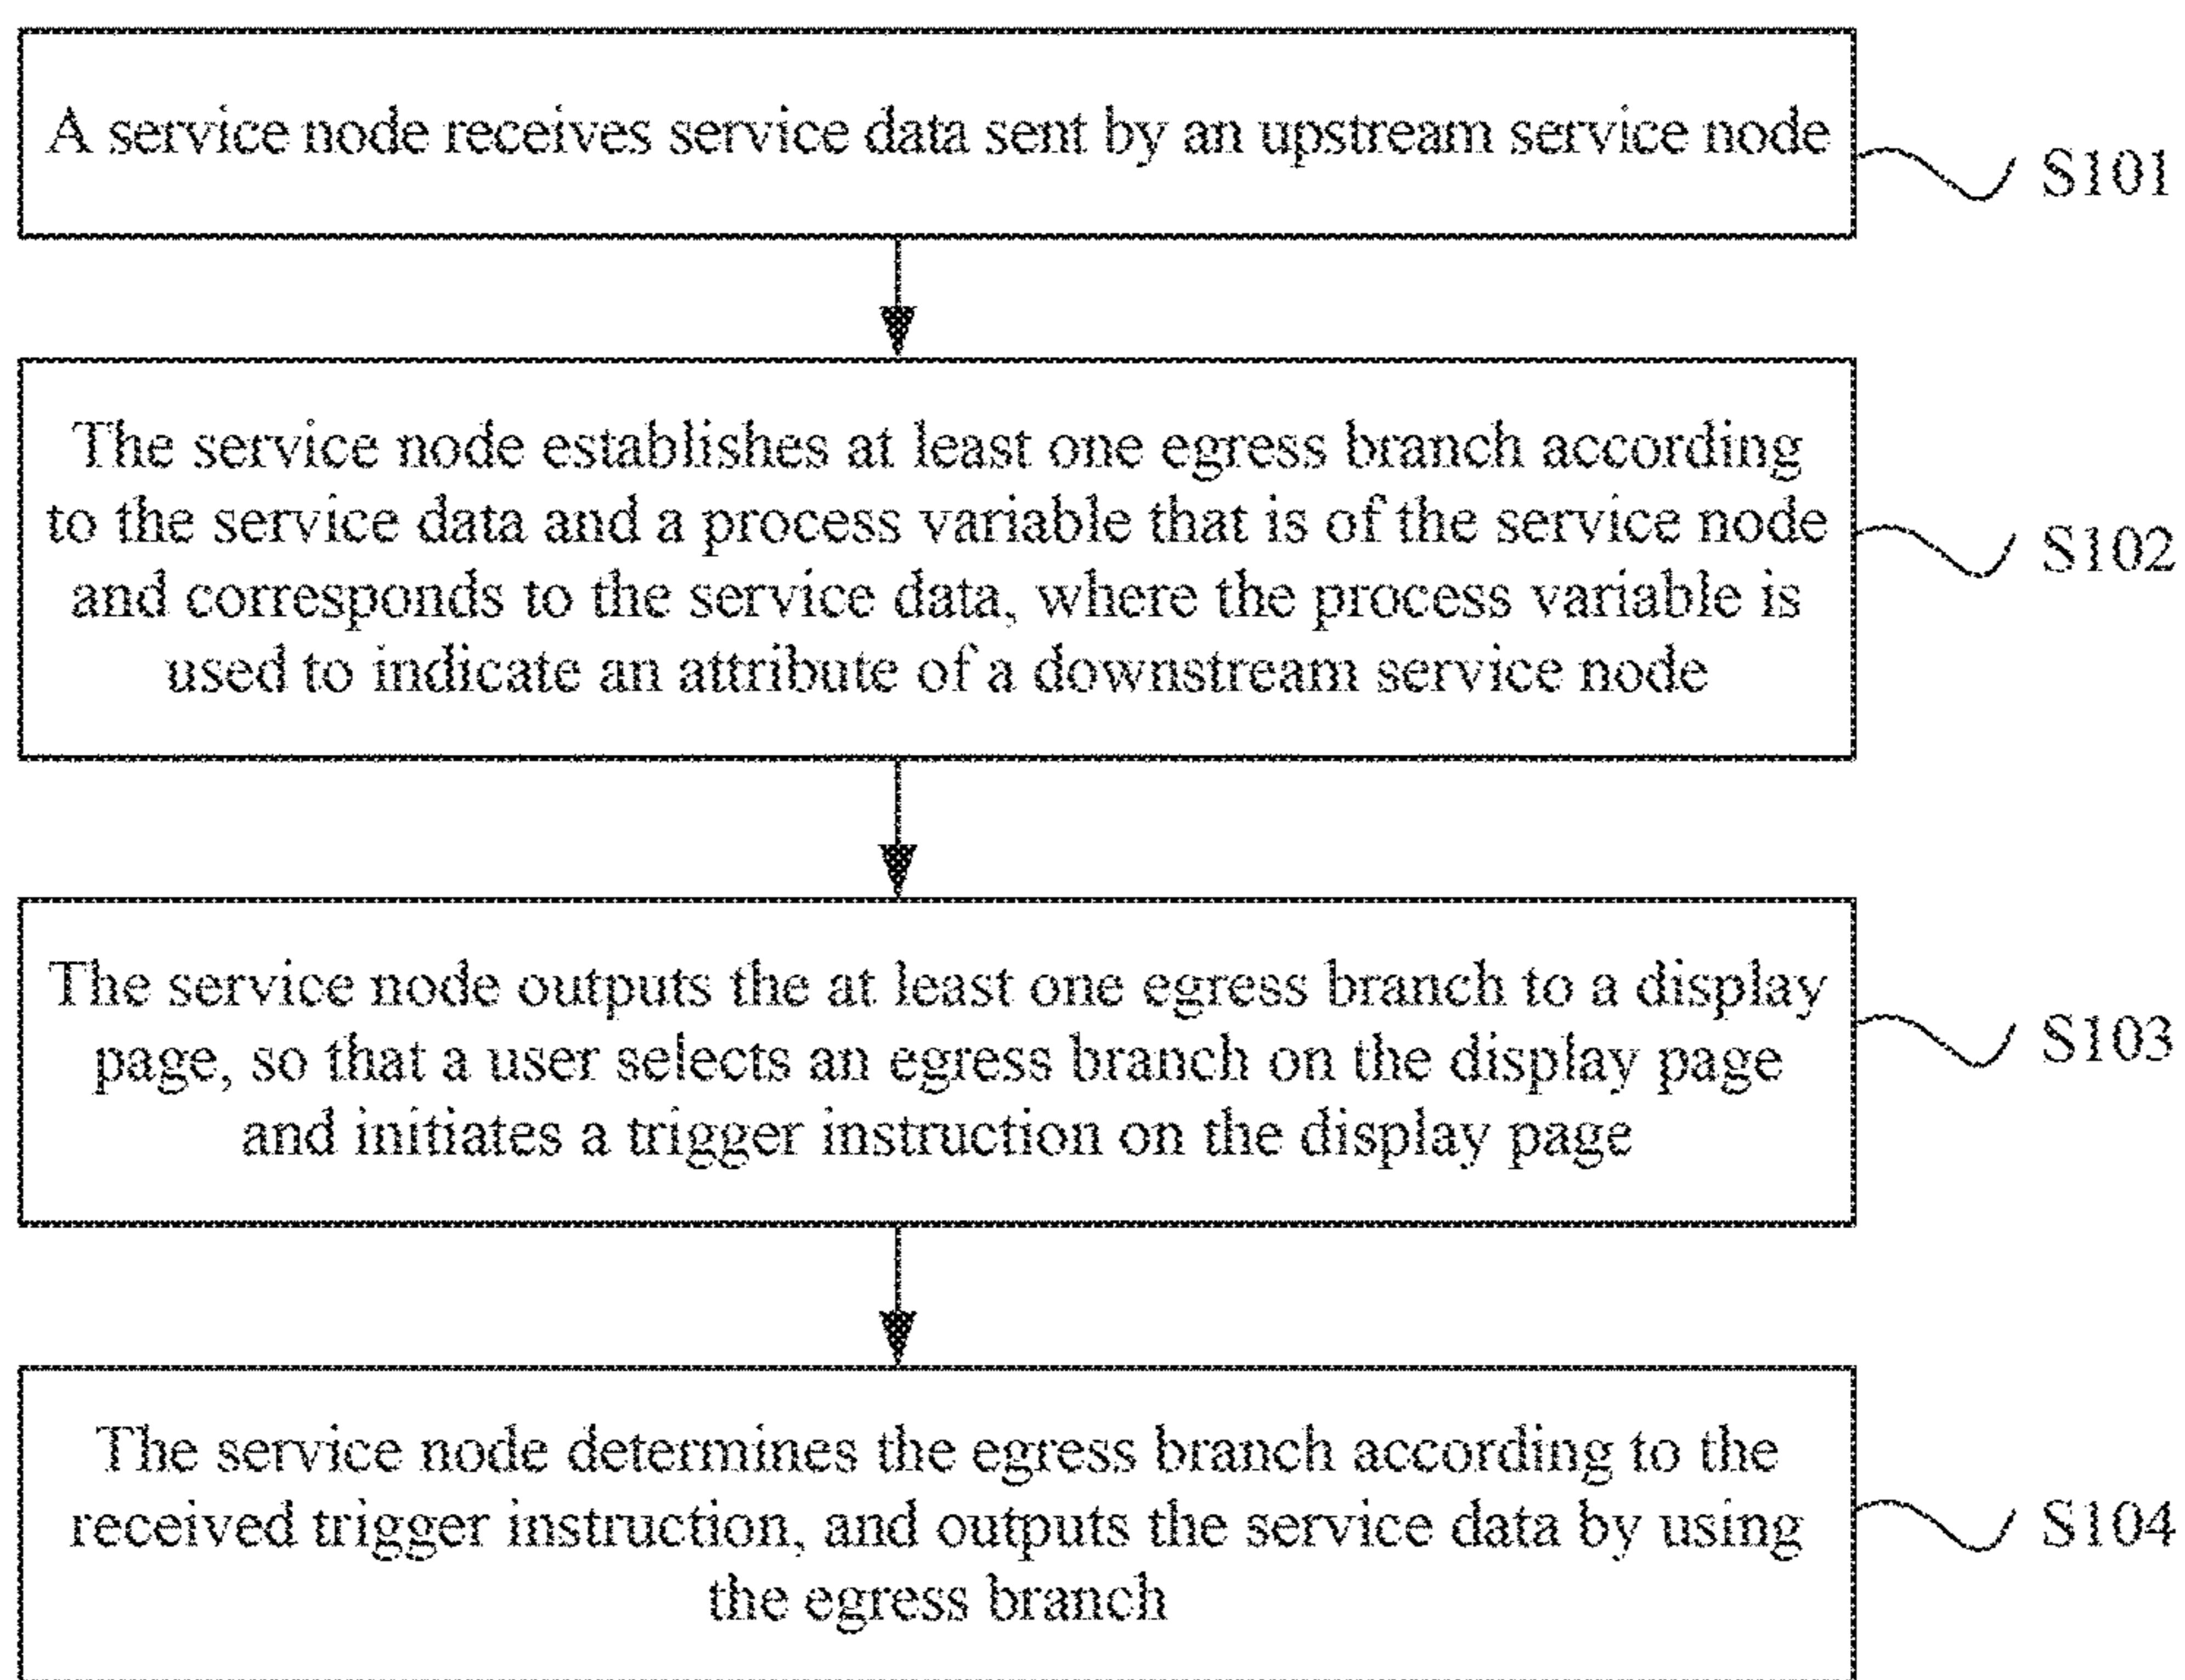 A service node receives service data sent by an upstream service node
S101
The service node establishes at least one egress branch according
to the service data and a process variable that is of the service node
and corresponds to the service data, where the process variable is
used to indicate an attribute of a downstream service node
S102
The service node outputs the at least one egress branch to a display
page, so that a user selects an egress branch on the display page
and initiates a trigger instruction on the display page
S103
The service node determines the egress branch according to the
received trigger instruction, and outputs the service data by using
the egress branch
S104